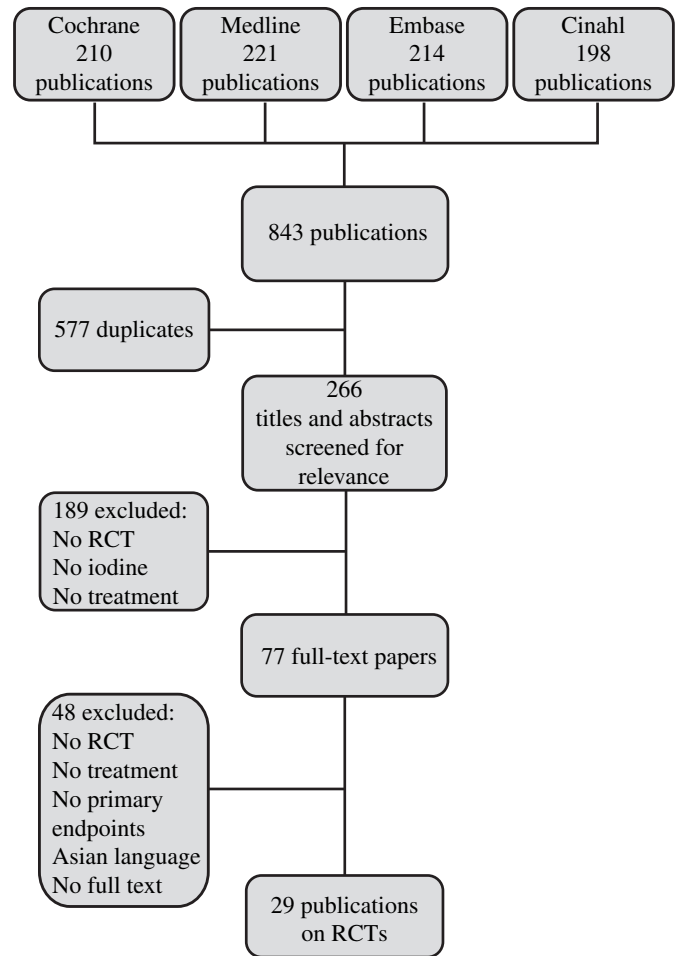 Cochrane
210
publications
Medline
221
publications
Embase
214
publications
Cinahl
198
publications
843 publications
577 duplicates
266
titles and abstracts
screened for
relevance
189 excluded:
No RCT
No iodine
No treatment
77 full-text papers
48 excluded:
No RCT
No treatment
No primary
endpoints
Asian language
No full text
29 publications
on RCTs